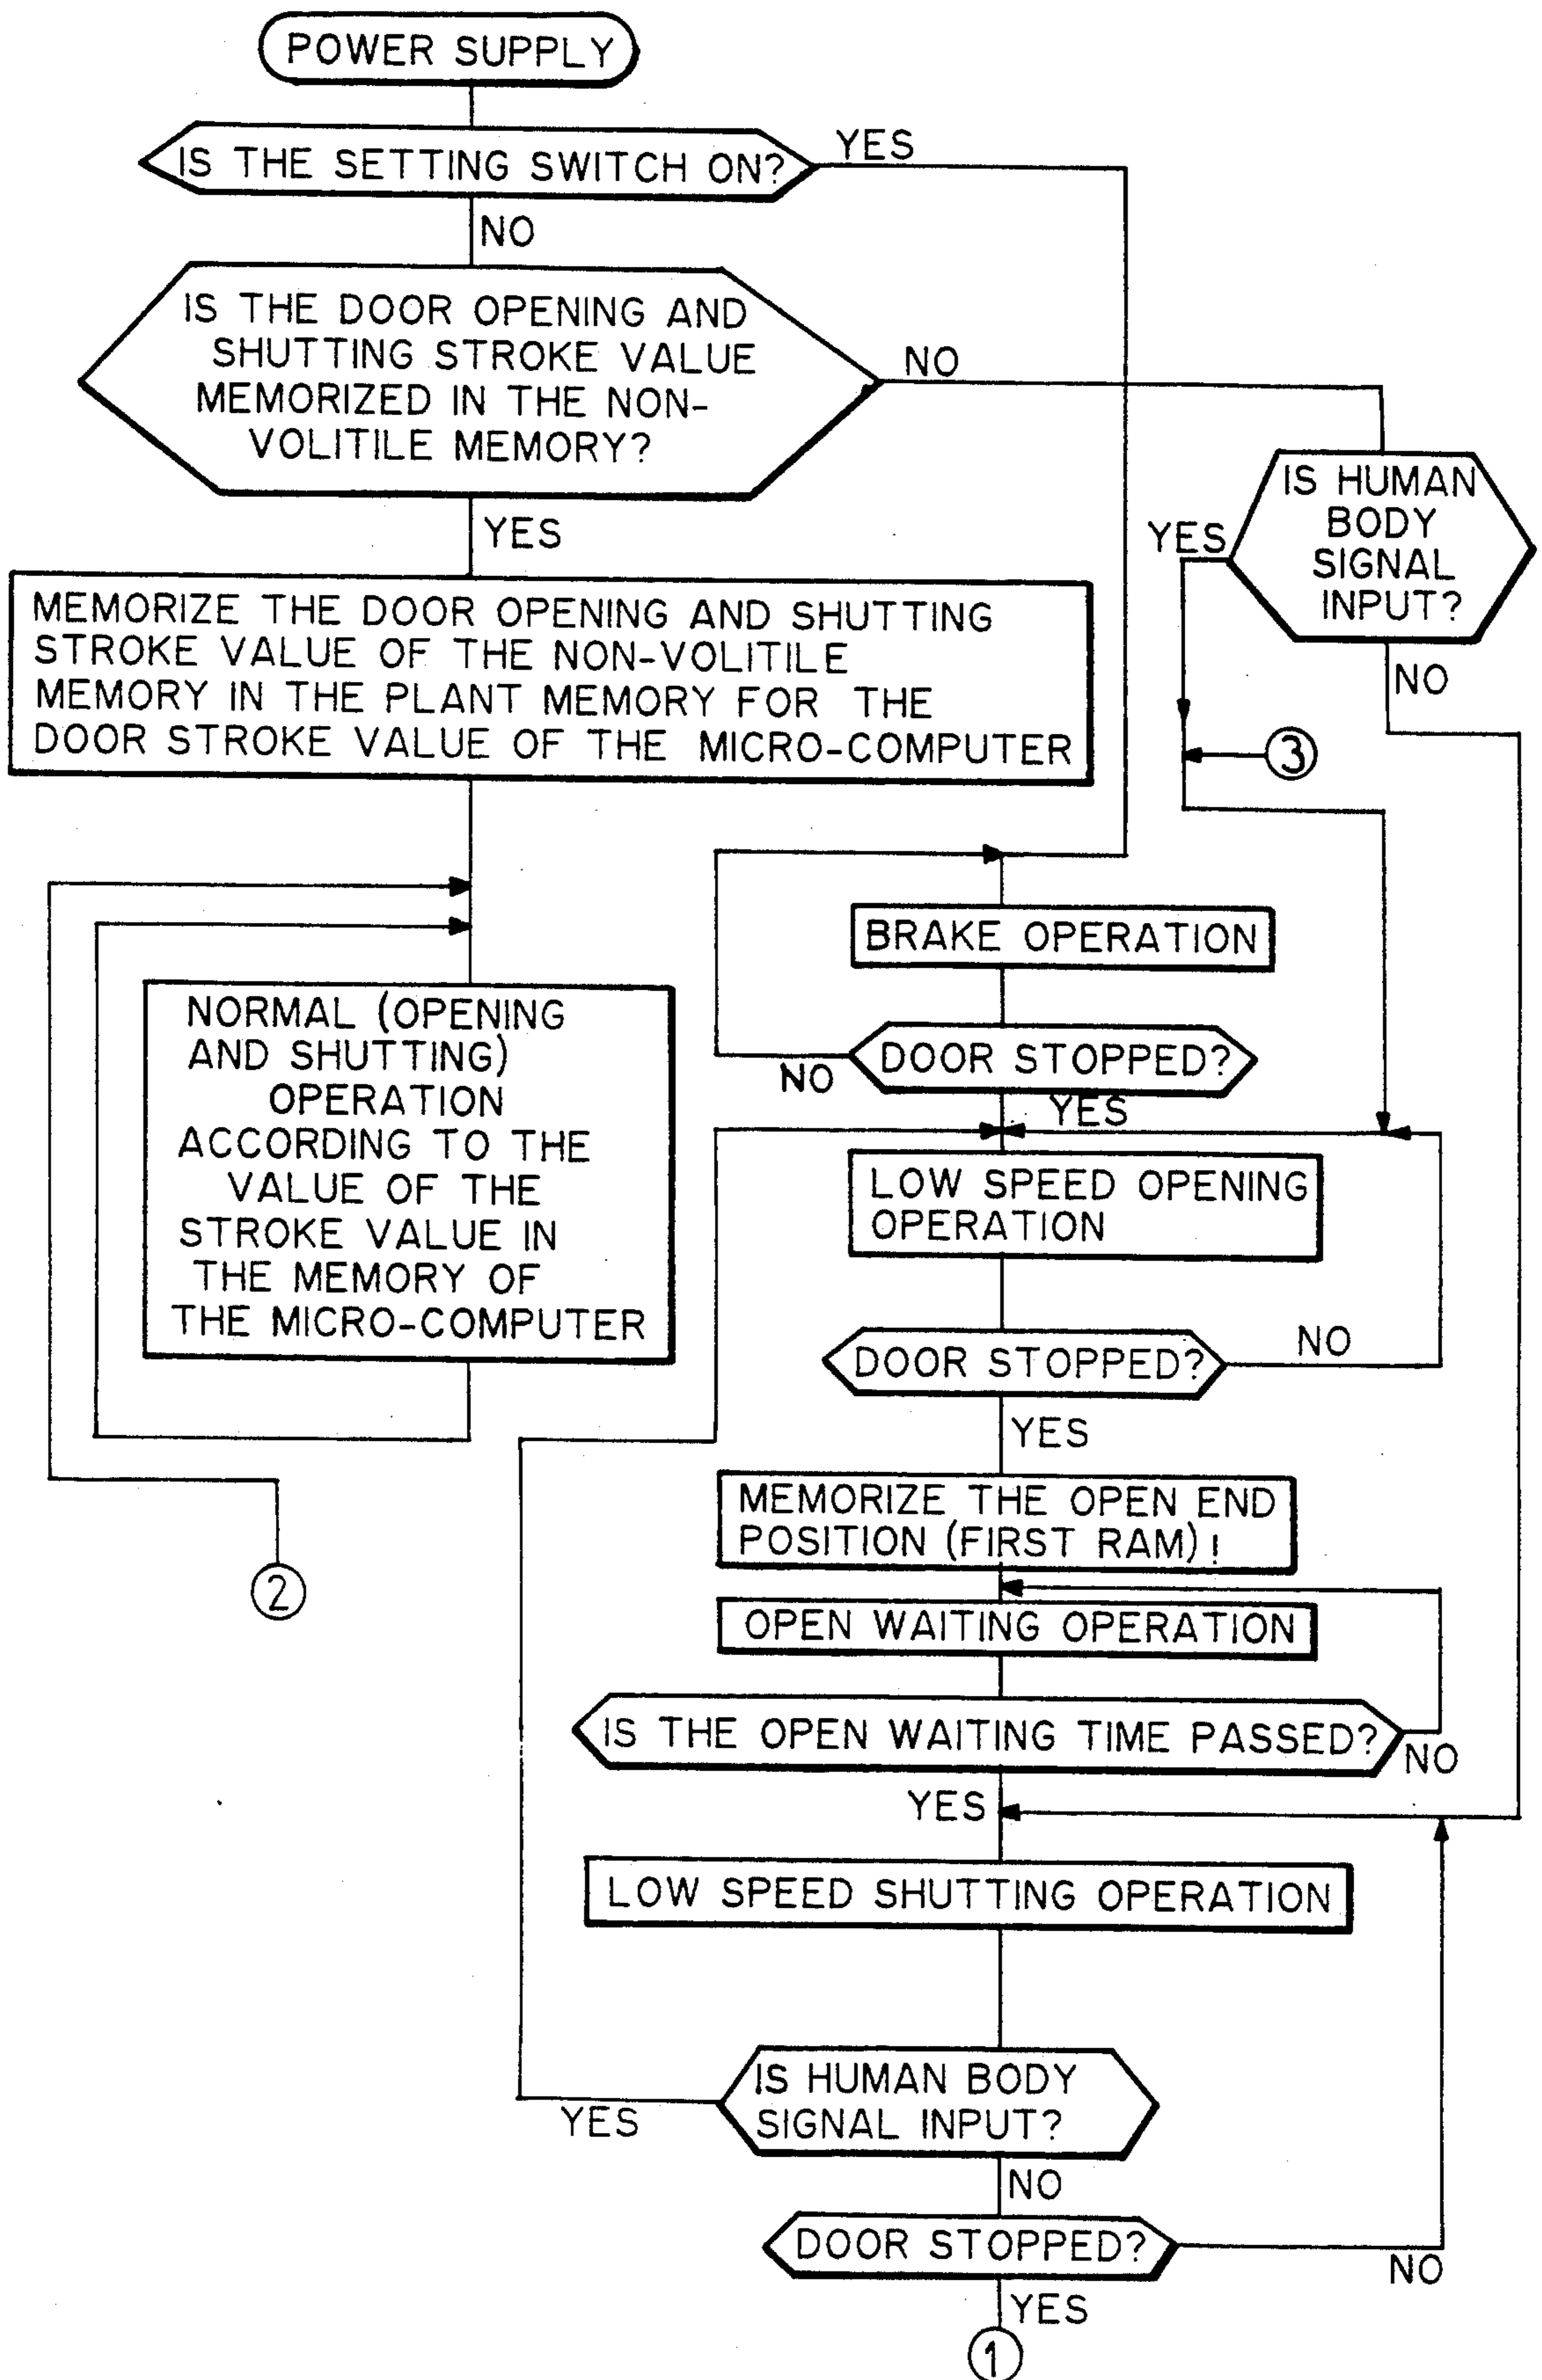 POWER SUPPLY
IS THE SETTING SWITCH ON?
YES
NO
IS THE DOOR OPENING AND
SHUTTING STROKE VALUE
MEMORIZED IN THE NON-
VOLITILE MEMORY?
NO
YES
IS HUMAN
BODY
SIGNAL
INPUT?
YES
NO
MEMORIZE THE DOOR OPENING AND SHUTTING
STROKE VALUE OF THE NON-VOLITILE
MEMORY IN THE PLANT MEMORY FOR THE
DOOR STROKE VALUE OF THE MICRO-COMPUTER
3
BRAKE OPERATION
DOOR STOPPED?
NO
YES
NORMAL (OPENING
AND SHUTTING)
OPERATION
ACCORDING TO THE
VALUE OF THE
STROKE VALUE IN
THE MEMORY OF
THE MICRO-COMPUTER
2
LOW SPEED OPENING
OPERATION
DOOR STOPPED?
NO
YES
MEMORIZE THE OPEN END
POSITION (FIRST RAM)!
OPEN WAITING OPERATION
IS THE OPEN WAITING TIME PASSED?
NO
YES
LOW SPEED SHUTTING OPERATION
IS HUMAN BODY
SIGNAL INPUT?
YES
NO
DOOR STOPPED?
NO
YES
1